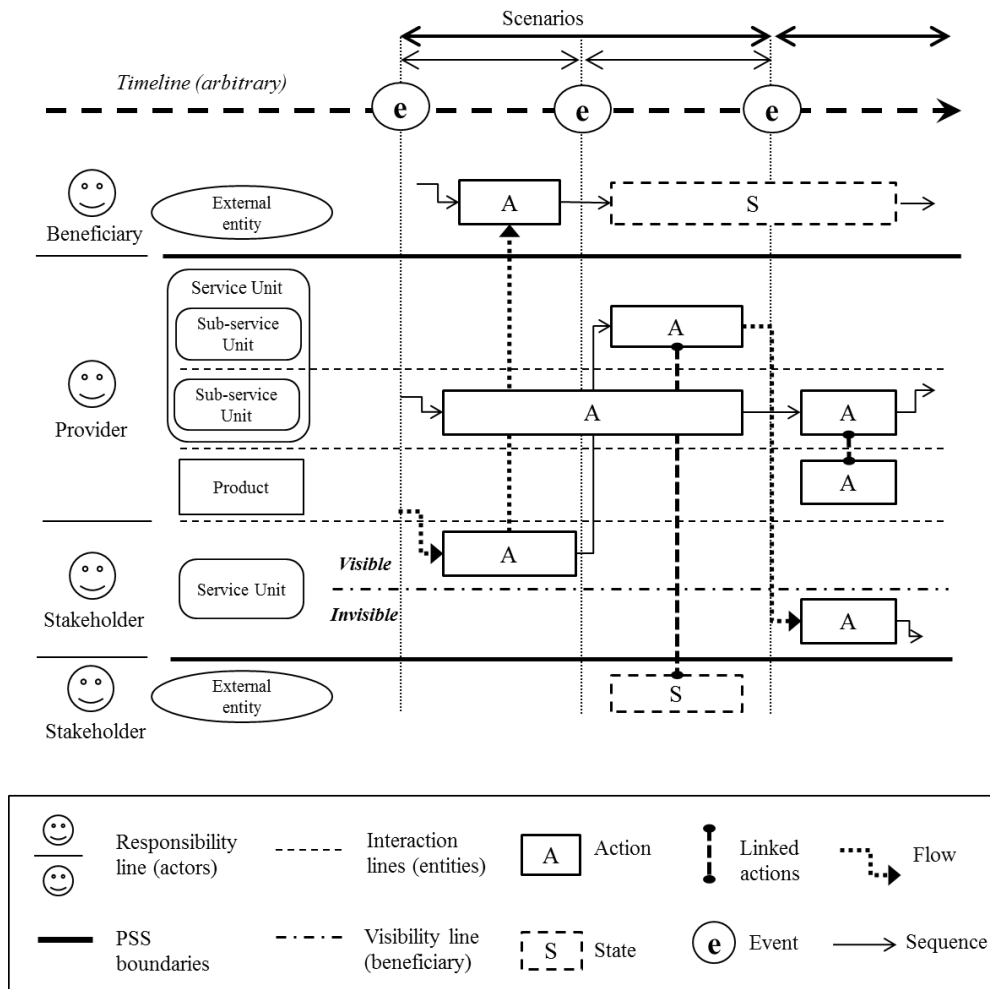 Scenarios
Timeline (arbitrary)
e
e
e
Beneficiary
External
entity
A
S
Provider
Service Unit
Sub-service
Unit
A
Sub-service
Unit
A
A
Product
A
Stakeholder
Service Unit
Visible
A
Invisible
A
Stakeholder
External
entity
S
Responsibility
line (actors)
Interaction
lines (entities)
A
Action
Linked
actions
Flow
PSS
boundaries
Visibility line
(beneficiary)
S
State
e
Event
Sequence